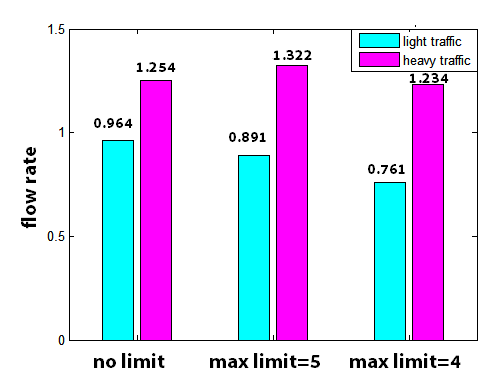 1.5
light traffic
heavy traffic
1.254
1.322
1.234
0.964
0.891
0.761
1
0.5
0
flow rate
no limit
max limit=5
max limit=4